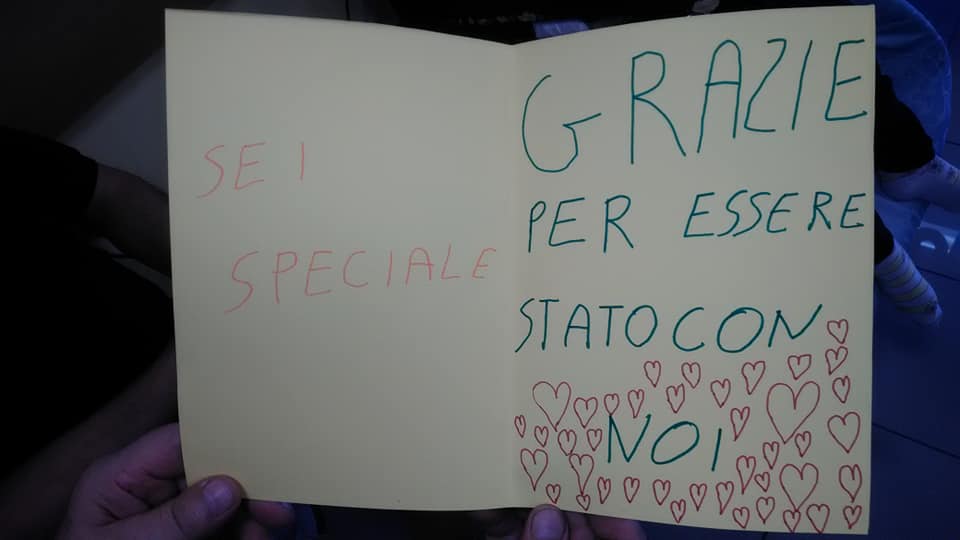 SEI
SPECIALE
GRAZIE
PER ESSERE
STATO CON
NOI